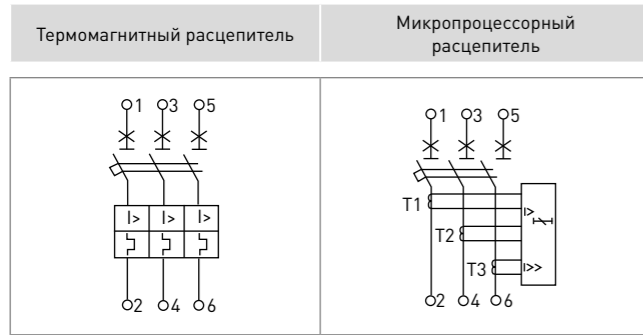 Термомагнитный расцепитель
Микропроцессорный
расцепитель
1 3 5
I> I> I>
2 4 6
1 3 5
T1
I>
T2
T3
I>>
2 4 6